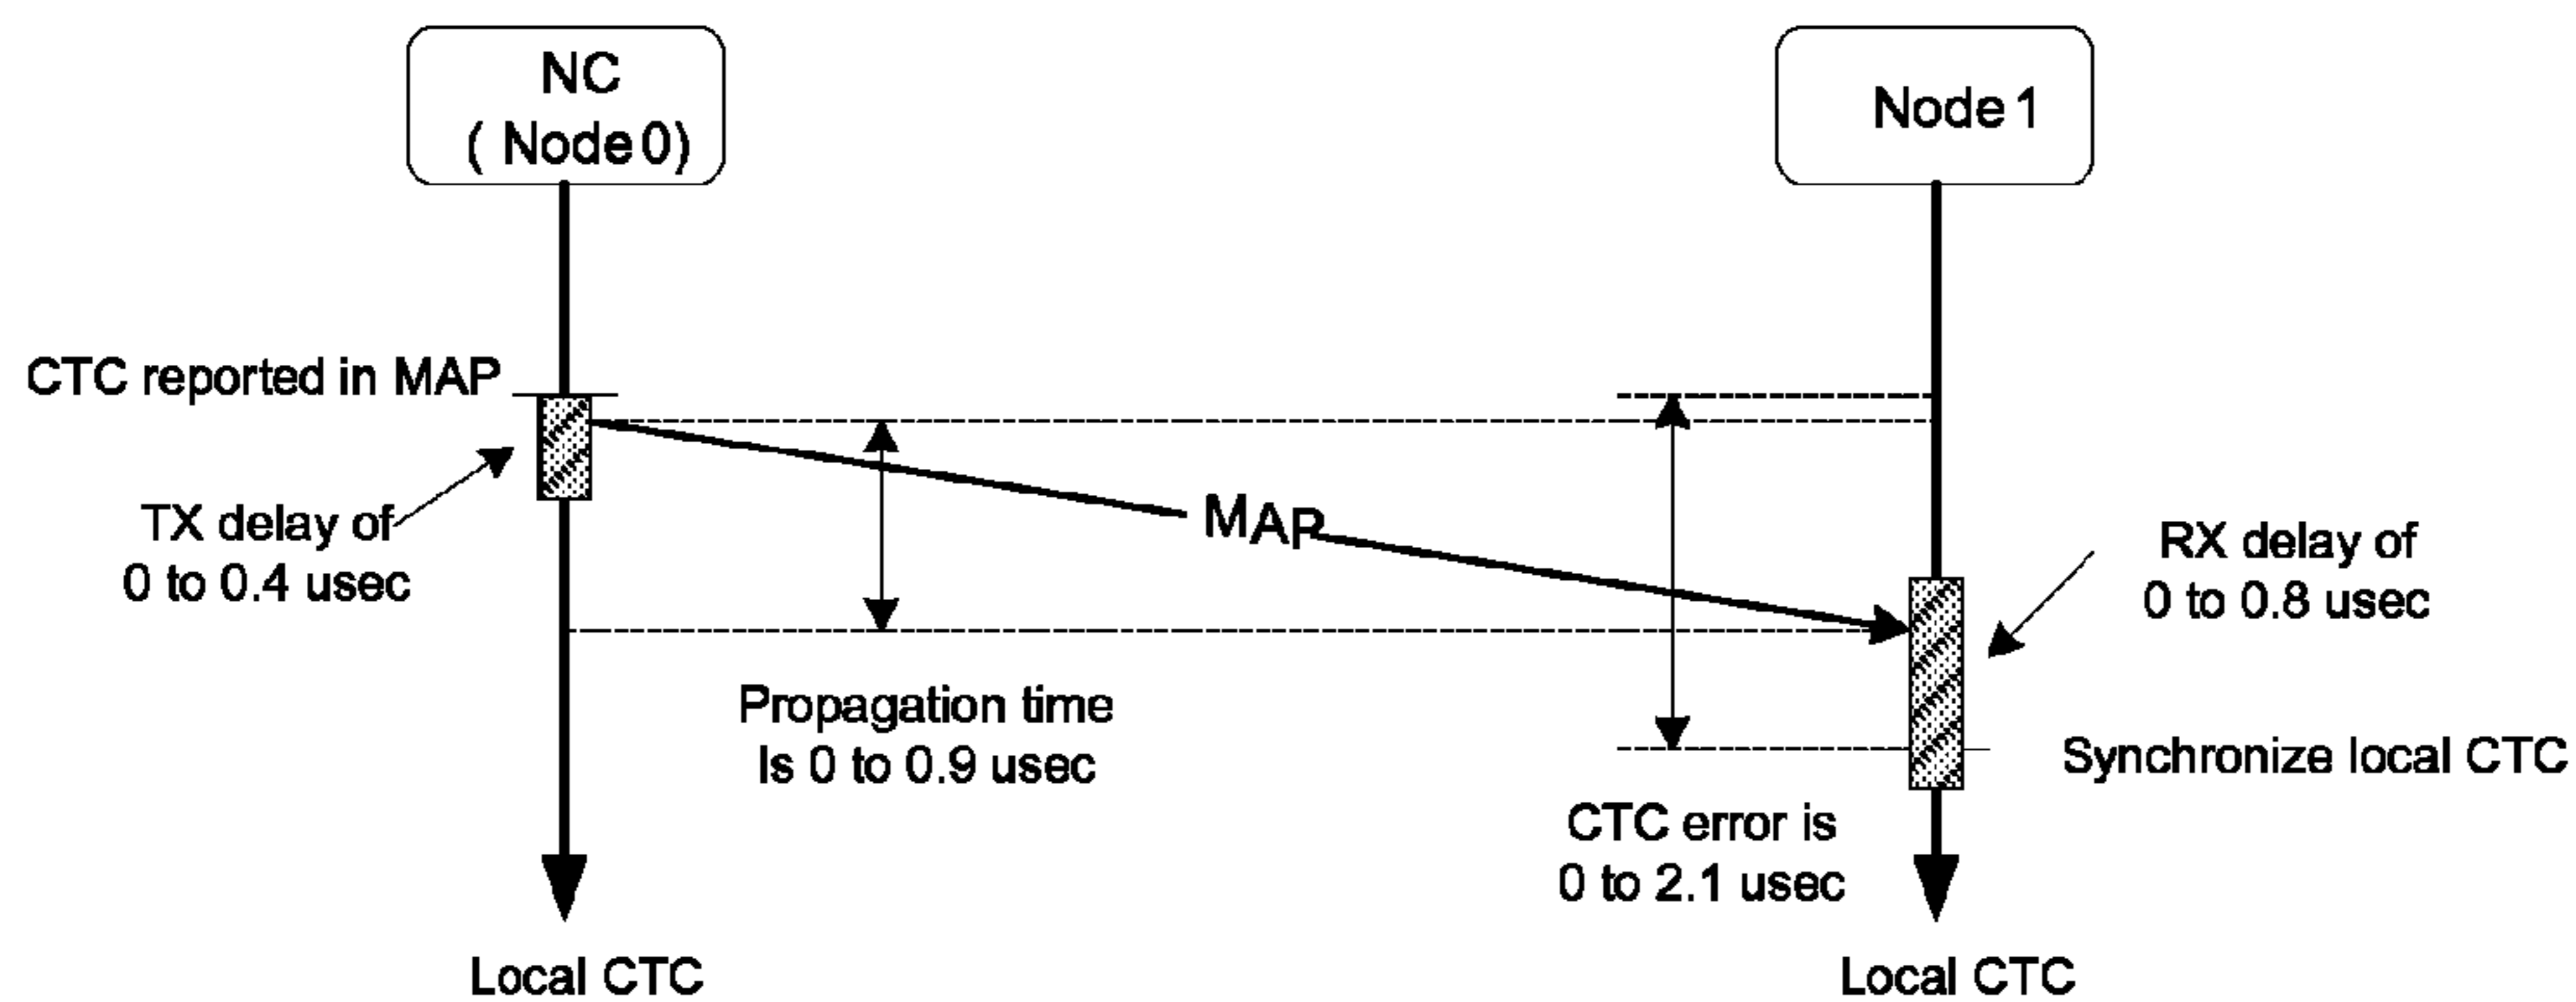 NC
( Node 0)
Node 1
CTC reported in MAP
TX delay of
0 to 0.4 usec
MAP
RX delay of
0 to 0.8 usec
Propagation time
Is 0 to 0.9 usec
Synchronize local CTC
CTC error is
0 to 2.1 usec
Local CTC
Local CTC